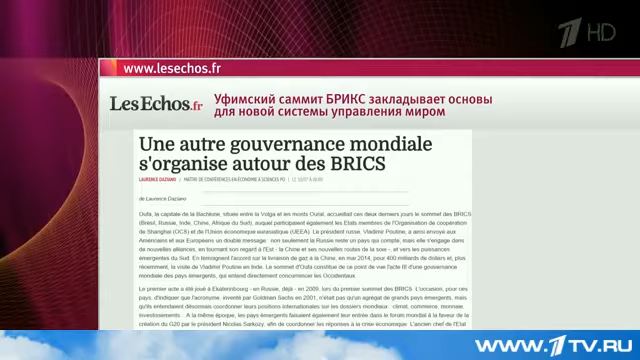 1 HD
www.lesechos.fr
LesEchos.fr
Уфимский саммит БРИКС закладывает основы
для новой системы управления миром
Une autre gouvernance mondiale
s'organise autour des BRICS
LAURENCE DAZIANO / MAÎTRE DE CONFÉRENCES EN ÉCONOMIE À SCIENCES PO
de Laurence Daziano
Oufa, la capitale de la Bachkirie, située entre la Volga et les monts Oural, accueillait ces deux derniers jours le sommet des BRICS
(Brésil, Russie, Inde, Chine, Afrique du Sud), auquel participaient également les Etats membres de l'Organisation de coopération
de Shanghai (OCS) et de l'Union économique eurasiatique (UEEA). Le président russe, Vladimir Poutine, a ainsi envoyé aux
Américains et aux Européens un double message : non seulement la Russie reste un pays qui compte, mais elle s'engage dans
de nouvelles alliances, en tournant son regard à l'Est - la Chine et ses nouvelles routes de la soie -, et vers les puissances
émergentes du Sud. En témoignent l'accord sur la livraison de gaz à la Chine, en mai 2014, pour 400 milliards de dollars et, plus
récemment, la visite de Vladimir Poutine en Inde. Le sommet d'Oufa constitue de ce point de vue l'acte III d'une gouvernance
mondiale des pays émergents, qui entend directement concurrencer les Occidentaux.
Le premier acte a été joué à Ekaterinbourg - en Russie, déjà - en 2009, lors du premier sommet des BRICS. L'occasion, pour ces
pays, d'indiquer que l'acronyme, inventé par Goldman Sachs en 2001, n'était pas qu'un agrégat de grands pays émergents, mais
qu'ils entendaient désormais coordonner leurs positions internationales sur les dossiers mondiaux : climat, commerce, monnaie,
investissements... A la même époque, les pays émergents faisaient également leur entrée dans le forum mondial à la faveur de la
création du G20 par le président Nicolas Sarkozy, afin de coordonner les réponses à la crise économique. L'ancien chef de l'Etat
WWW.1TV.RU